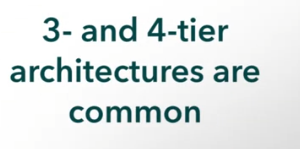 3- and 4-tier
architectures are
common